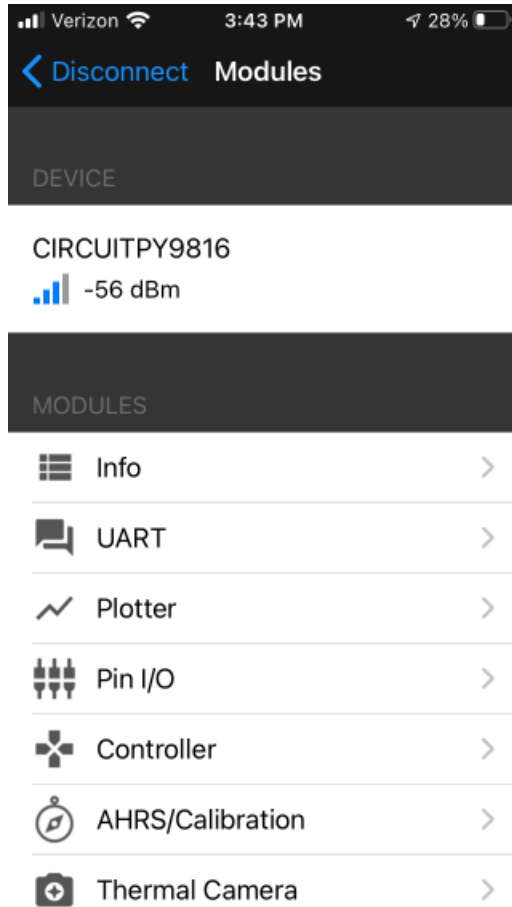 Verizon 3:43 PM 28%
Disconnect Modules
DEVICE
CIRCUITPY9816
-56 dBm
MODULES
Info
UART
Plotter
Pin I/O
Controller
AHRS/Calibration
Thermal Camera